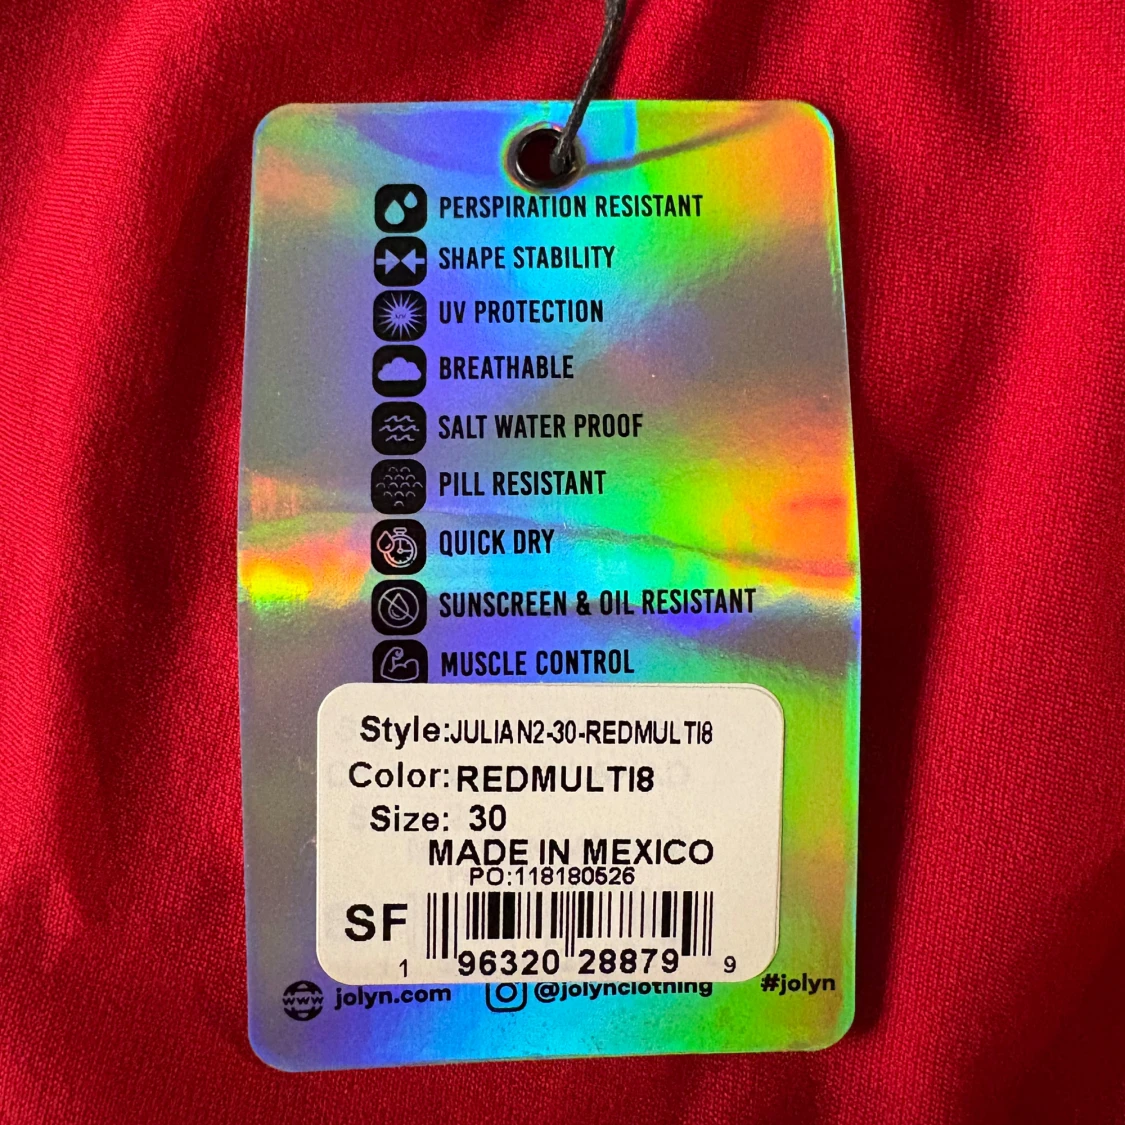 PERSPIRATION RESISTANT
SHAPE STABILITY
UV PROTECTION
BREATHABLE
SALT WATER PROOF
PILL RESISTANT
QUICK DRY
SUNSCREEN & OIL RESISTANT
MUSCLE CONTROL
Style:JULIAN2-30-REDMULTI8
Color: REDMULTI8
Size: 30
MADE IN MEXICO
PO:118180526
SF
1 96320 28879 9
www jolyn.com @jolynclothing #jolyn